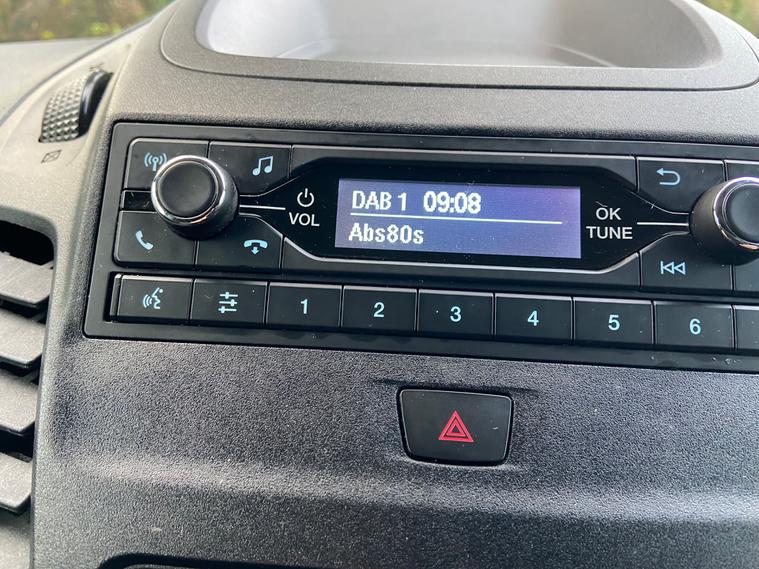 DAB 1 09:08
Abs80s
VOL
OK
TUNE
1 2 3 4 5 6